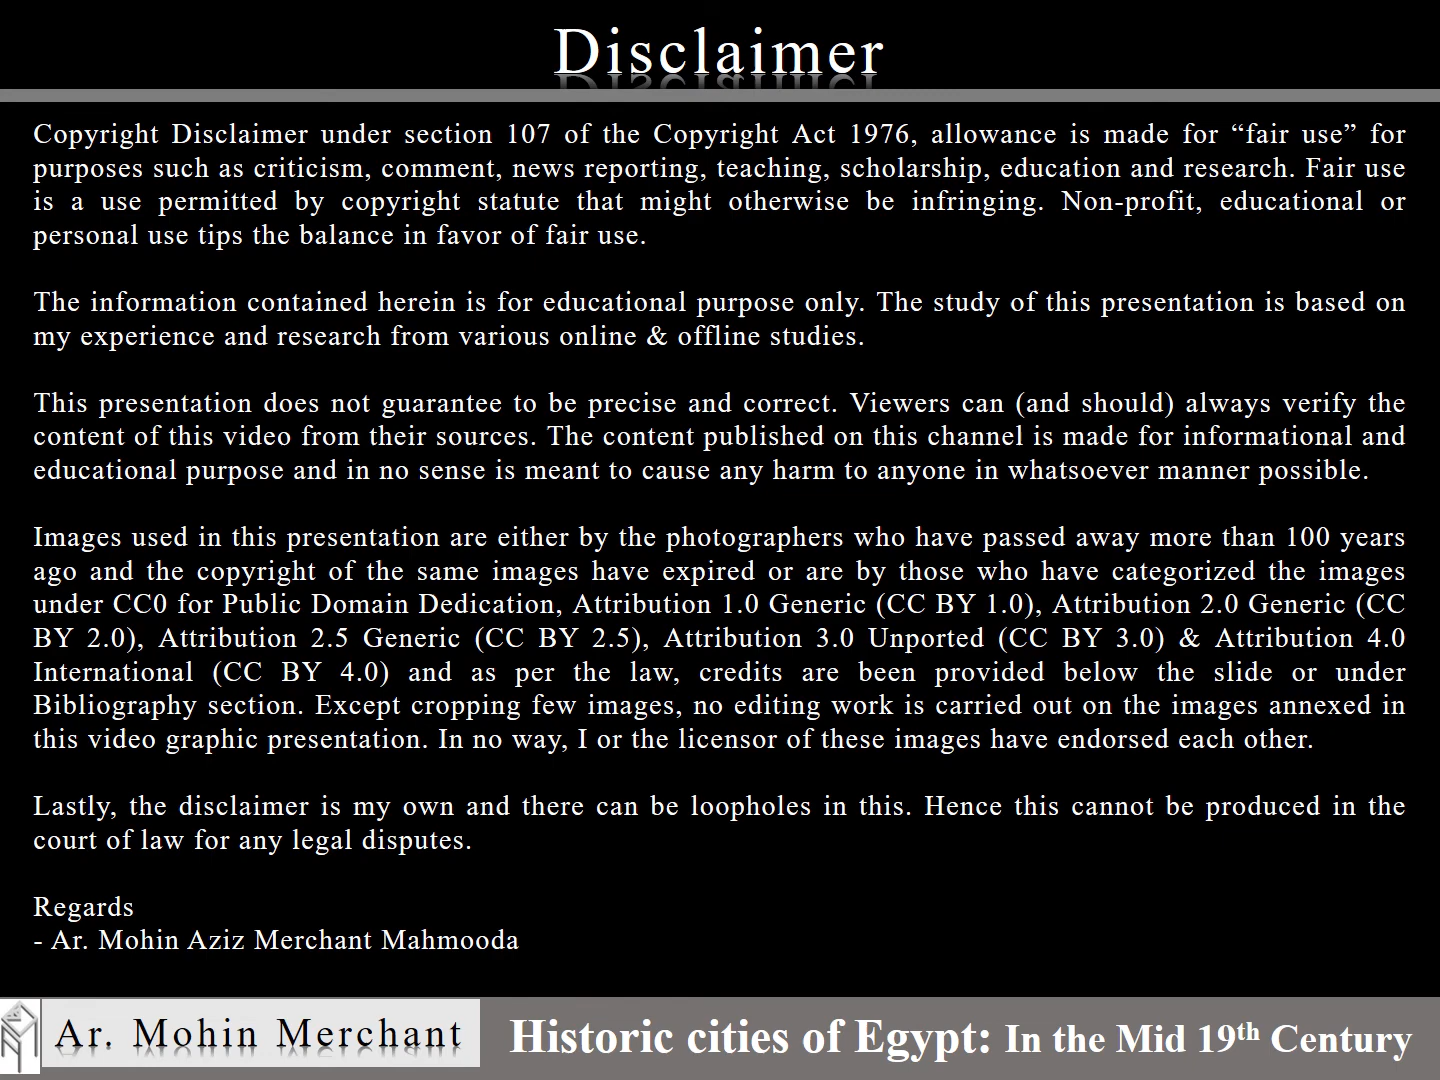 Disclaimer
Copyright Disclaimer under section 107 of the Copyright Act 1976, allowance is made for “fair use” for
purposes such as criticism, comment, news reporting, teaching, scholarship, education and research. Fair use
is a use permitted by copyright statute that might otherwise be infringing. Non-profit, educational or
personal use tips the balance in favor of fair use.
The information contained herein is for educational purpose only. The study of this presentation is based on
my experience and research from various online & offline studies.
This presentation does not guarantee to be precise and correct. Viewers can (and should) always verify the
content of this video from their sources. The content published on this channel is made for informational and
educational purpose and in no sense is meant to cause any harm to anyone in whatsoever manner possible.
Images used in this presentation are either by the photographers who have passed away more than 100 years
ago and the copyright of the same images have expired or are by those who have categorized the images
under CC0 for Public Domain Dedication, Attribution 1.0 Generic (CC BY 1.0), Attribution 2.0 Generic (CC
BY 2.0), Attribution 2.5 Generic (CC BY 2.5), Attribution 3.0 Unported (CC BY 3.0) & Attribution 4.0
International (CC BY 4.0) and as per the law, credits are been provided below the slide or under
Bibliography section. Except cropping few images, no editing work is carried out on the images annexed in
this video graphic presentation. In no way, I or the licensor of these images have endorsed each other.
Lastly, the disclaimer is my own and there can be loopholes in this. Hence this cannot be produced in the
court of law for any legal disputes.
Regards
- Ar. Mohin Aziz Merchant Mahmooda
Ar. Mohin Merchant
Historic cities of Egypt: In the Mid 19th Century